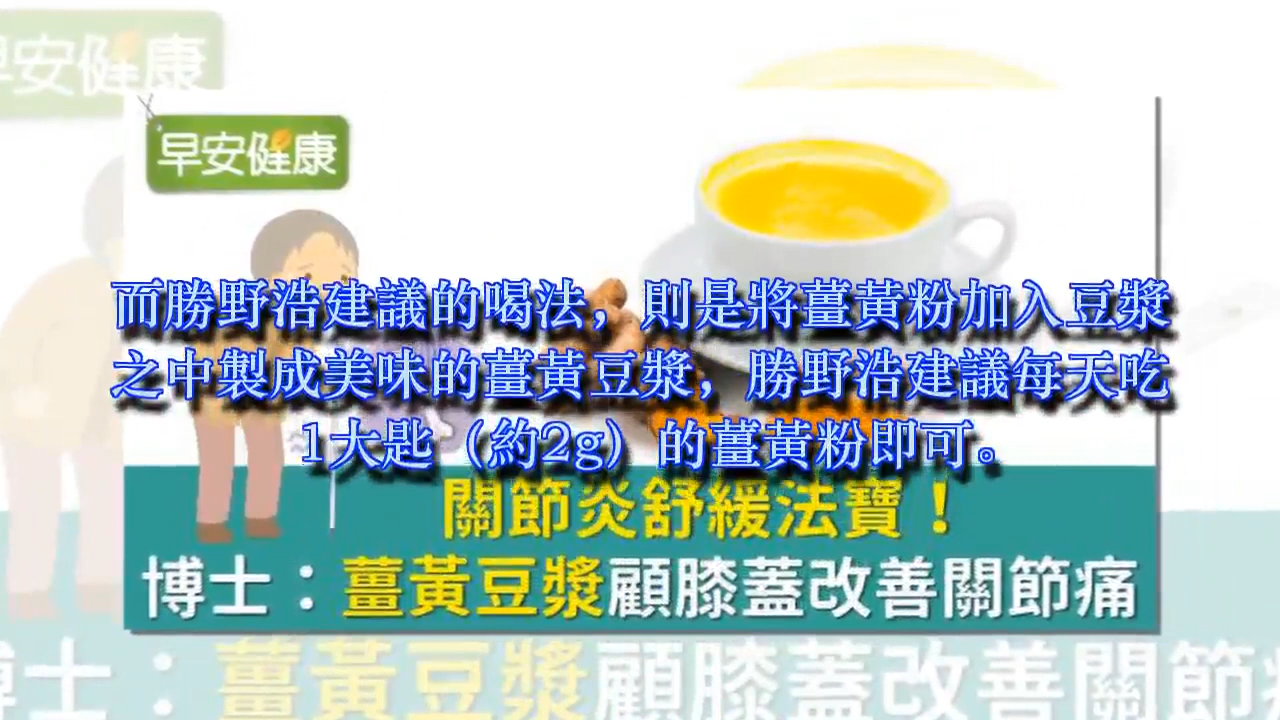 早安健康
早安健康
而勝野浩建議的喝法，則是將薑黃粉加入豆漿
之中製成美味的薑黃豆漿，勝野浩建議每天吃
1大匙（約2g）的薑黃粉即可。
關節炎舒緩法寶！
博士：薑黃豆漿顧膝蓋改善關節痛
博士：薑黃豆漿顧膝蓋改善關節